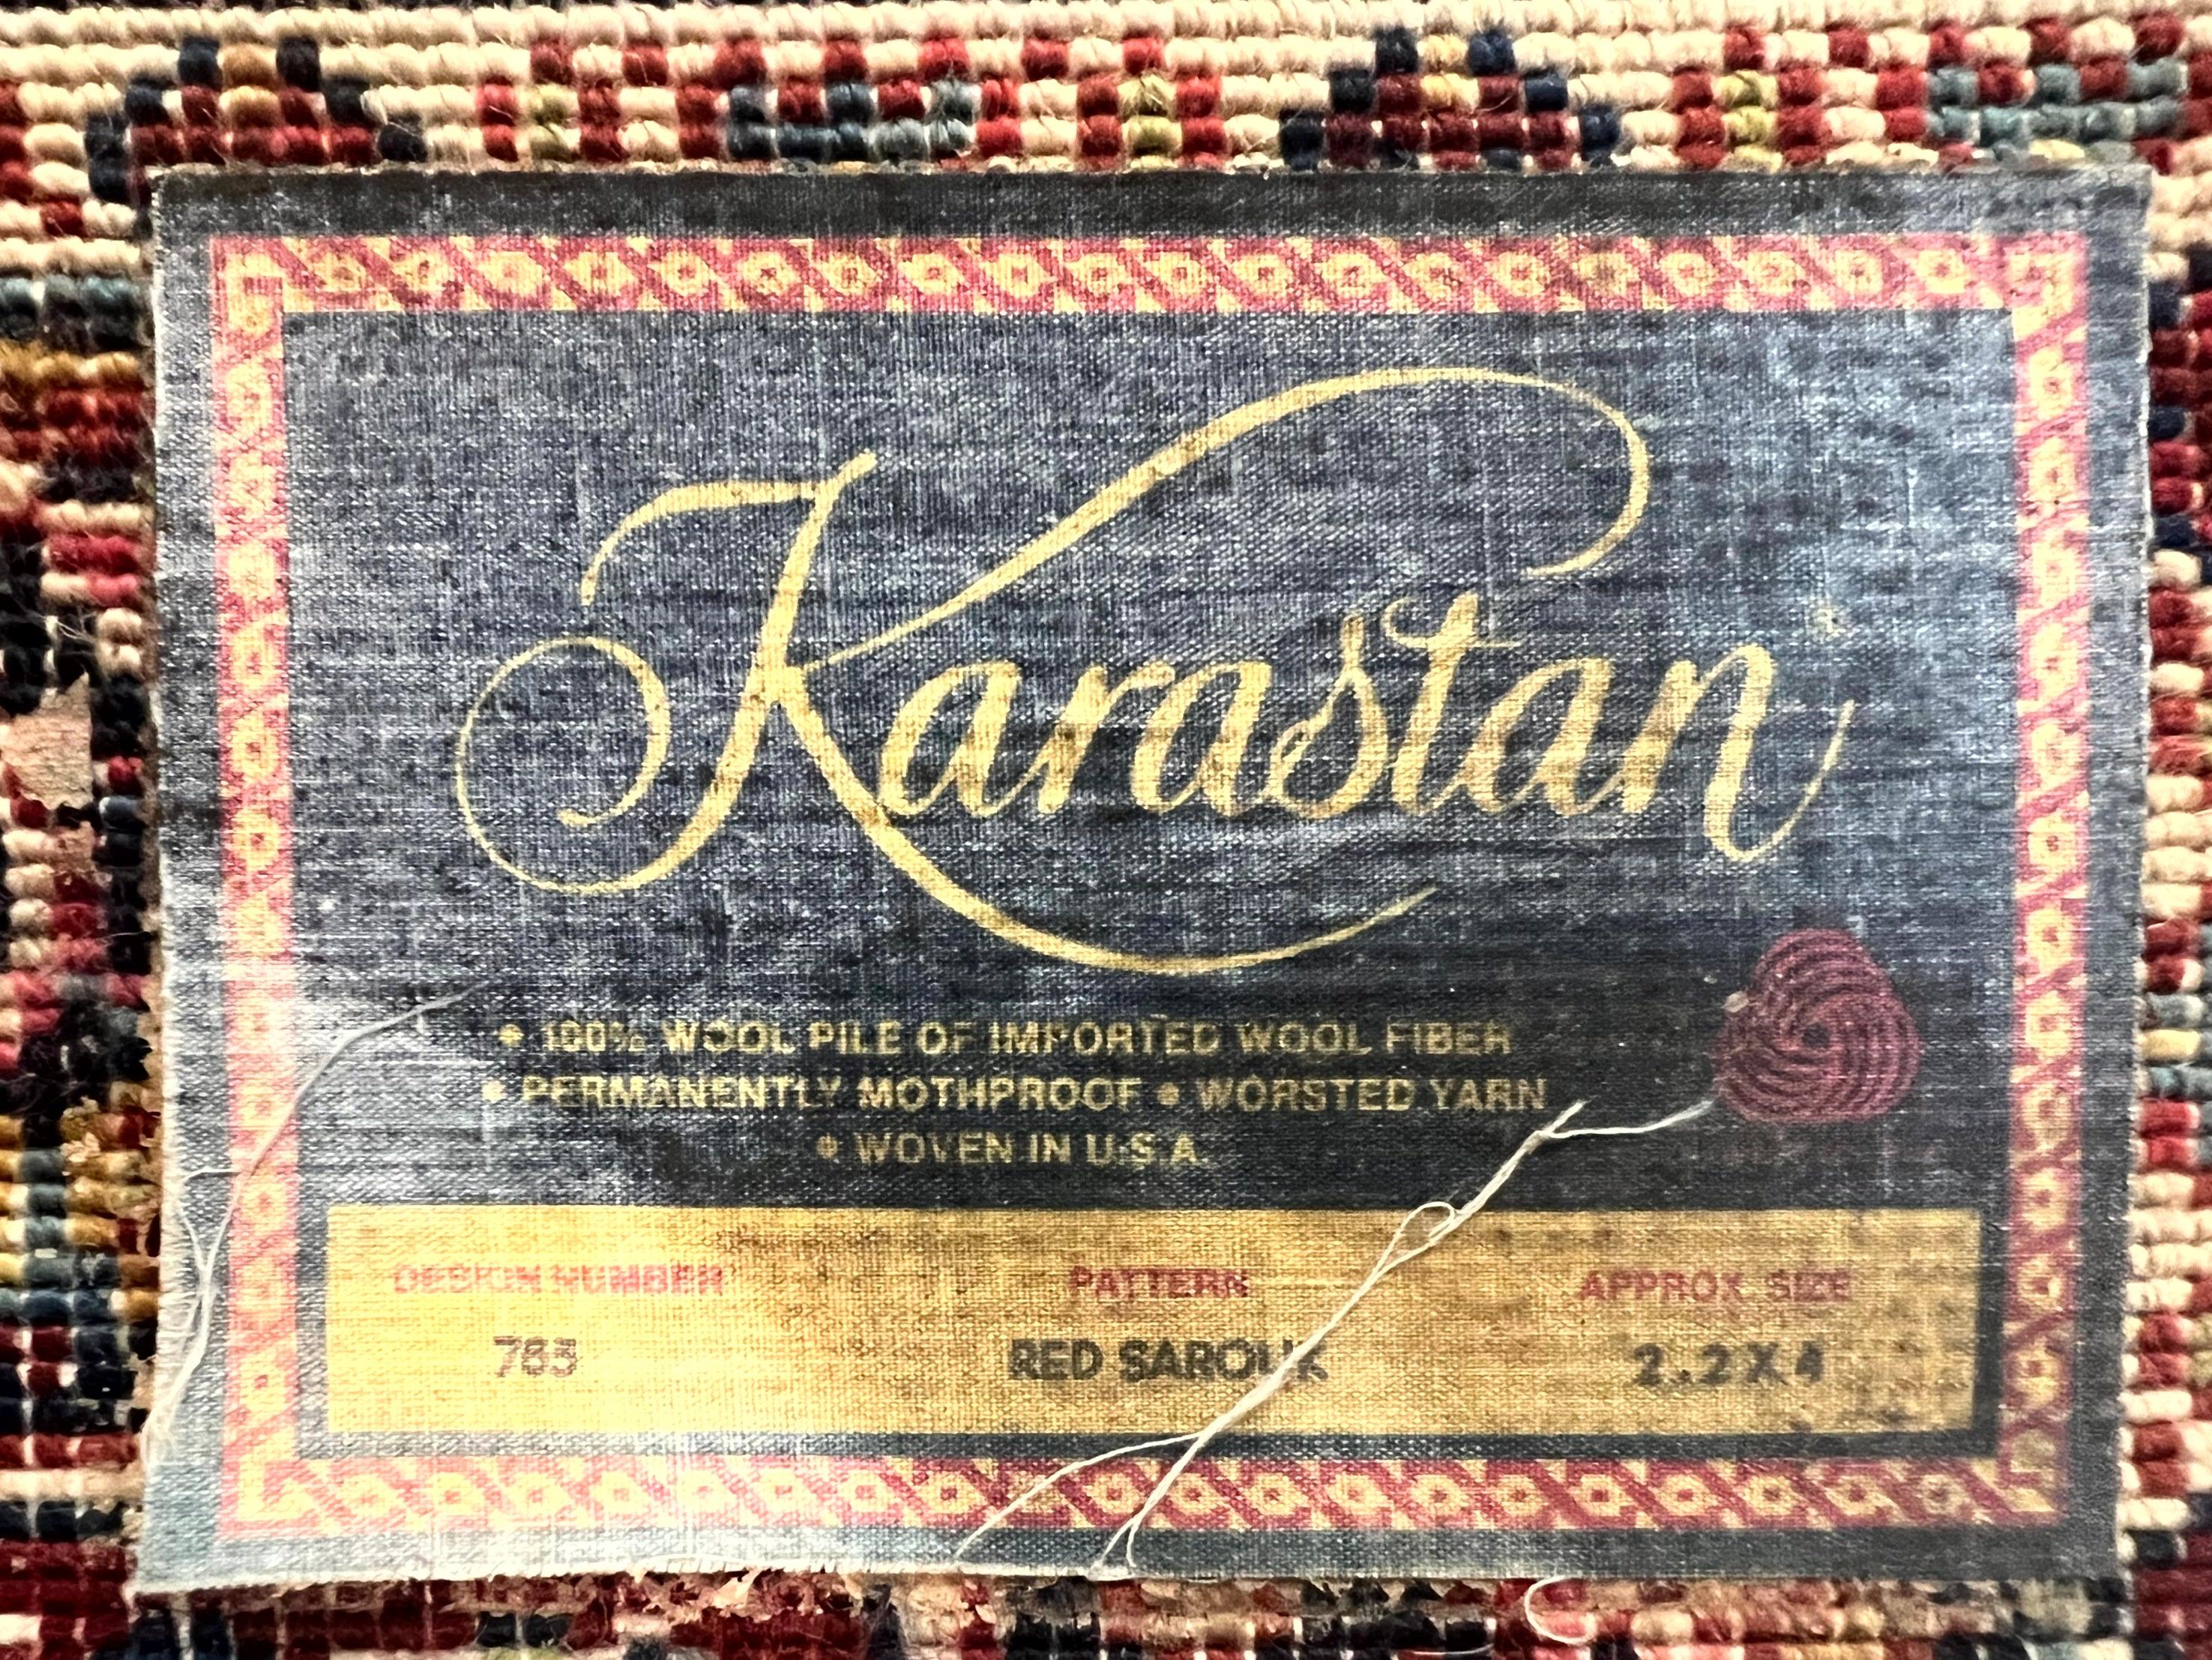 Karastan®
• 100% WOOL PILE OF IMPORTED WOOL FIBER
• PERMANENTLY MOTHPROOF • WORSTED YARN
• WOVEN IN U.S.A.
DESIGN NUMBER PATTERN APPROX. SIZE
785 RED SAROUK 2.2X4